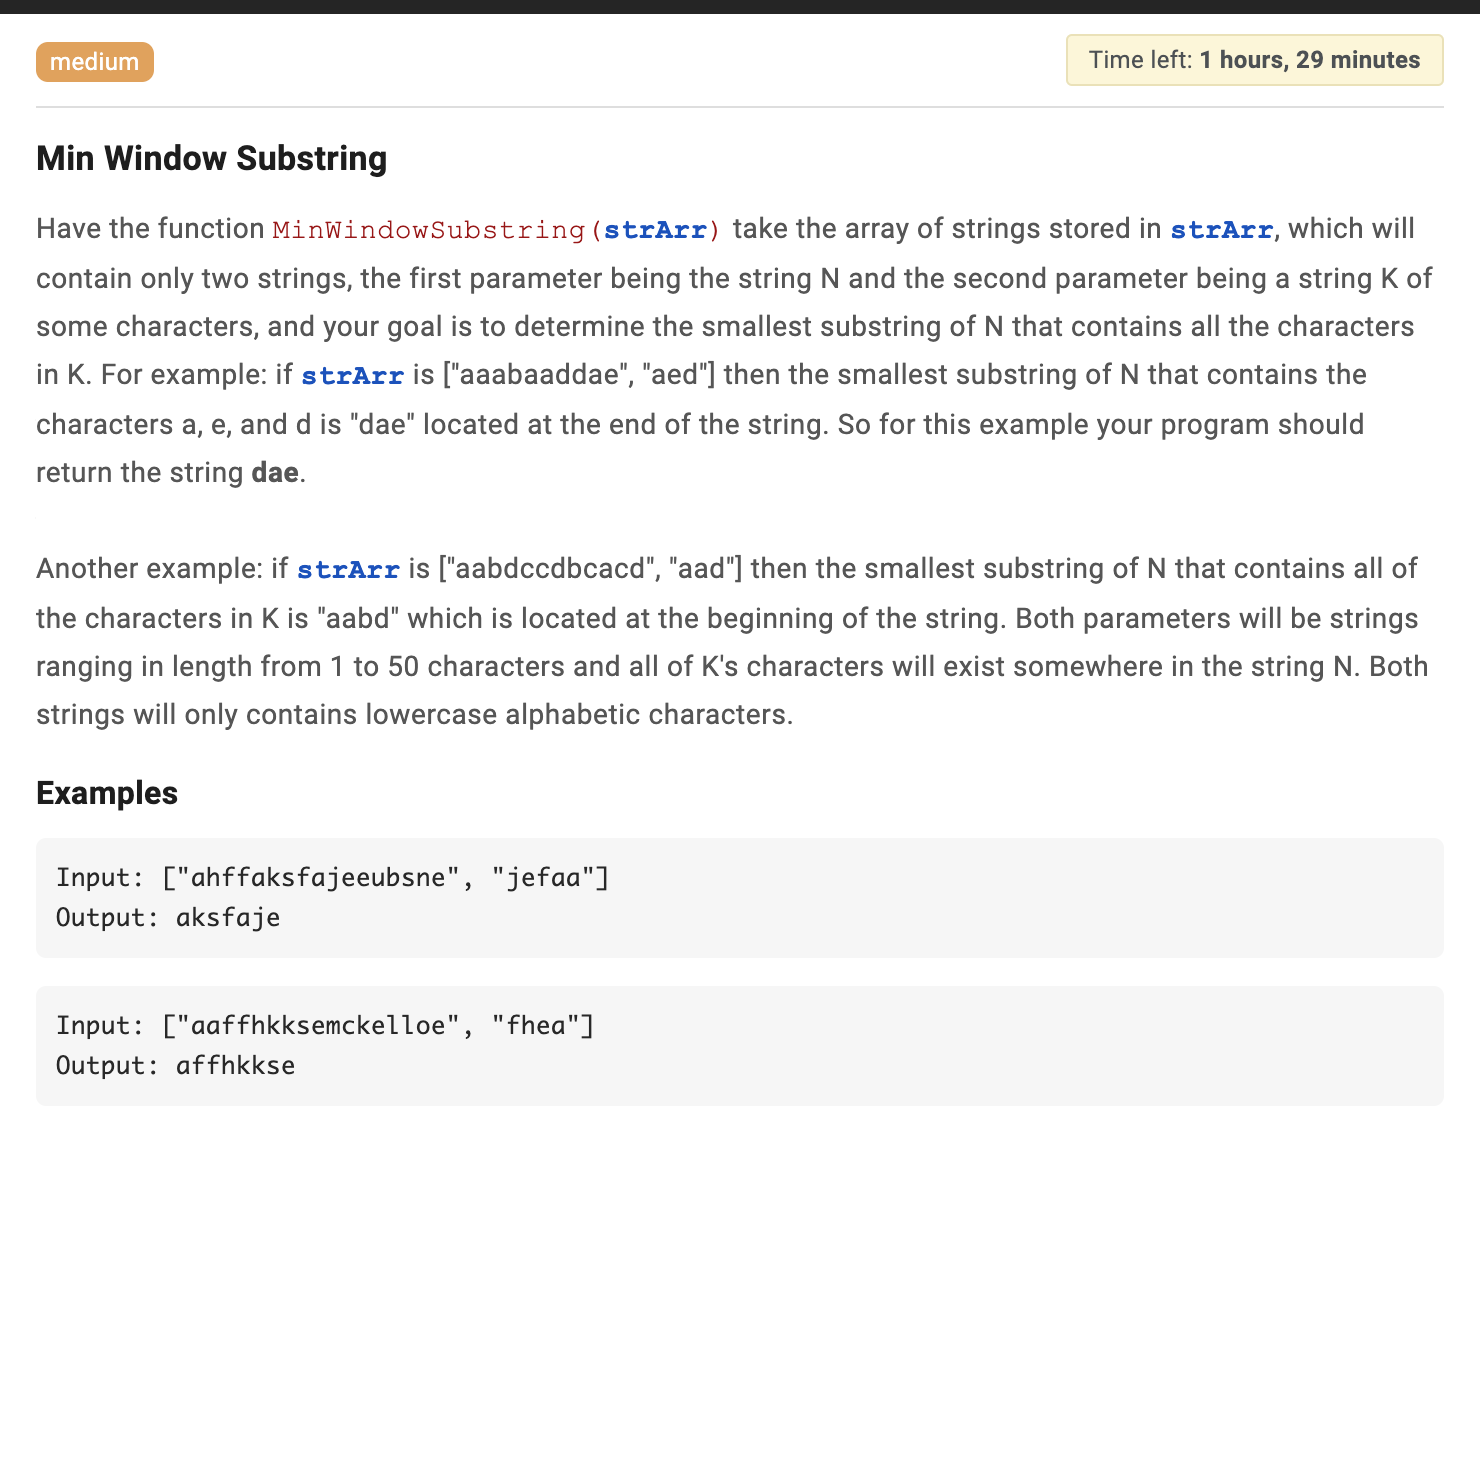 medium
Time left: 1 hours, 29 minutes
Min Window Substring
Have the function MinWindowSubstring(strArr) take the array of strings stored in strArr, which will
contain only two strings, the first parameter being the string N and the second parameter being a string K of
some characters, and your goal is to determine the smallest substring of N that contains all the characters
in K. For example: if strArr is ["aaabaaddae", "aed"] then the smallest substring of N that contains the
characters a, e, and d is "dae" located at the end of the string. So for this example your program should
return the string dae.
Another example: if strArr is ["aabdccdbcacd", "aad"] then the smallest substring of N that contains all of
the characters in K is "aabd" which is located at the beginning of the string. Both parameters will be strings
ranging in length from 1 to 50 characters and all of K's characters will exist somewhere in the string N. Both
strings will only contains lowercase alphabetic characters.
Examples
Input: ["ahffaksfajeeubsne", "jefaa"]
Output: aksfaje
Input: ["aaffhkksemckelloe", "fhea"]
Output: affhkkse